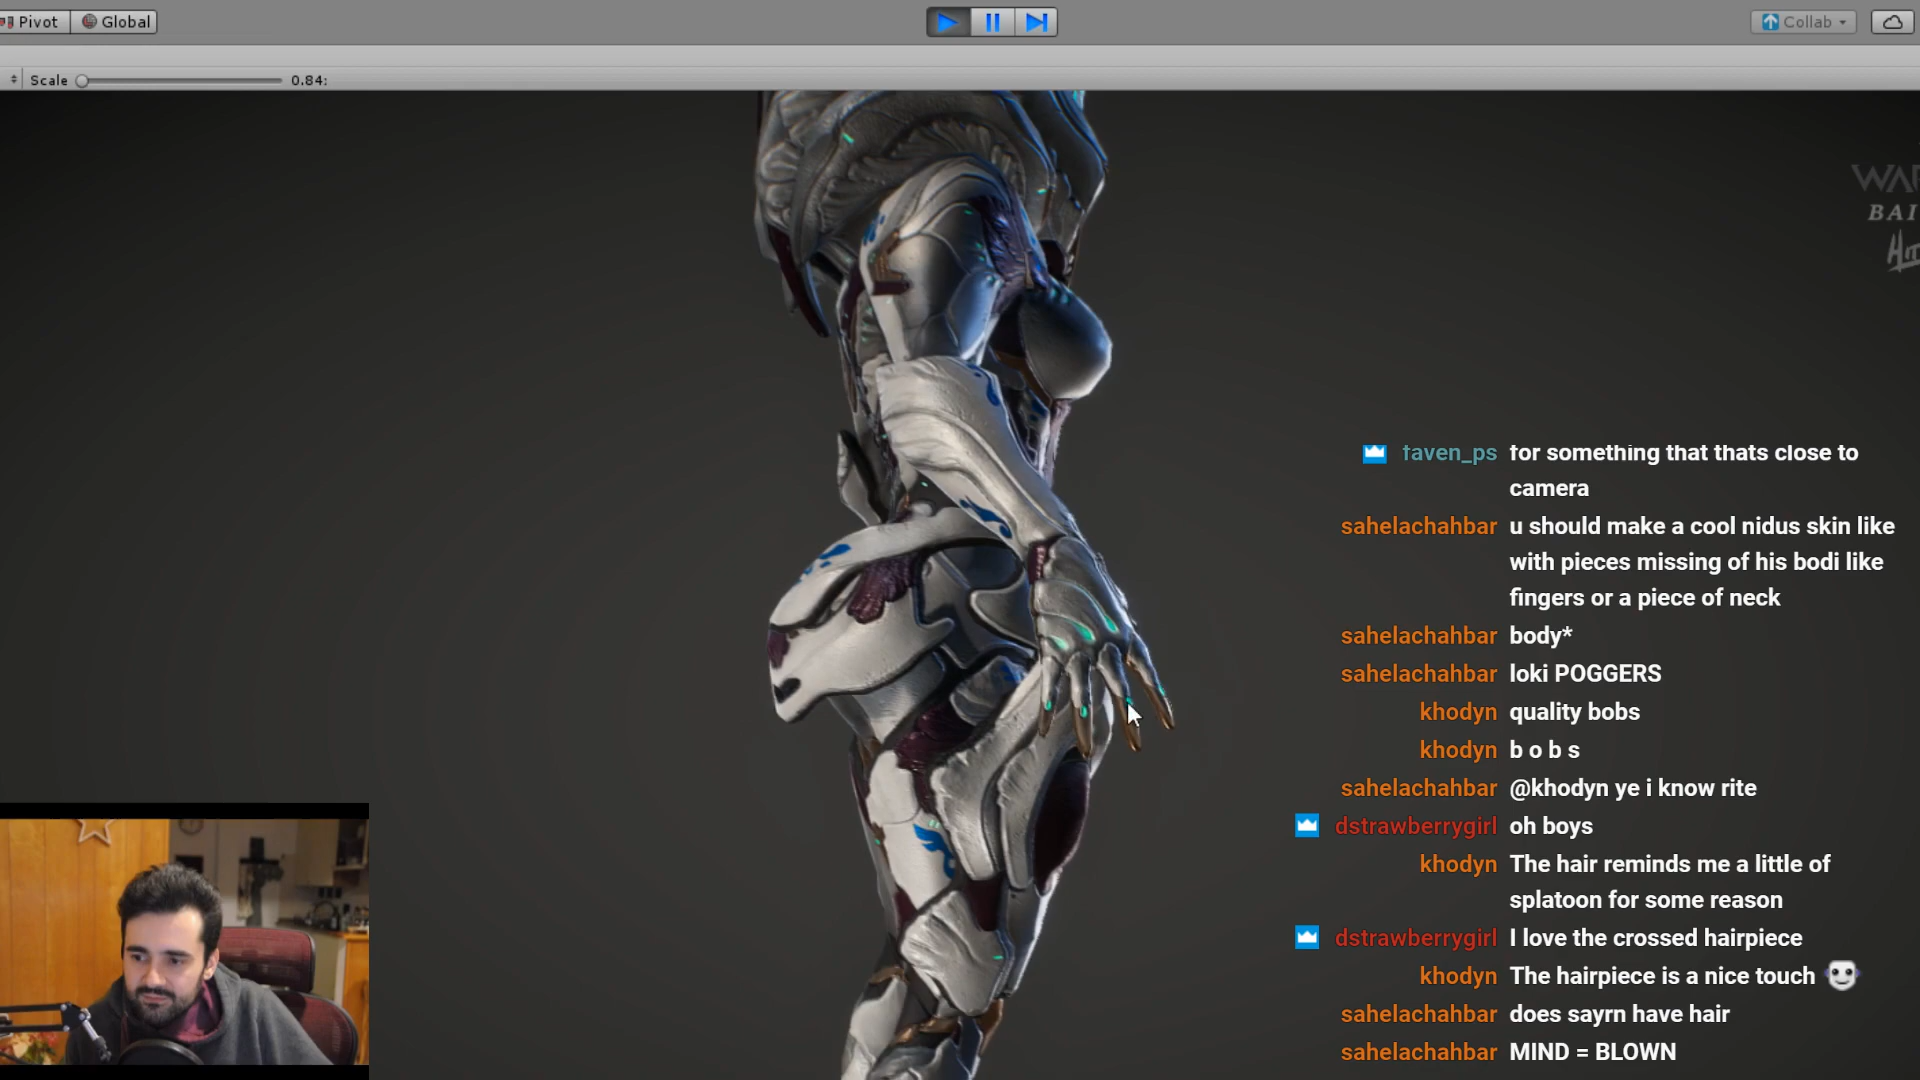 Pivot Global Collab
Scale 0.84:
WAR
BAI
taven_ps for something that thats close to
camera
sahelachahbar u should make a cool nidus skin like
with pieces missing of his bodi like
fingers or a piece of neck
sahelachahbar body*
sahelachahbar loki POGGERS
khodyn quality bobs
khodyn b o b s
sahelachahbar @khodyn ye i know rite
dstrawberrygirl oh boys
khodyn The hair reminds me a little of
splatoon for some reason
dstrawberrygirl I love the crossed hairpiece
khodyn The hairpiece is a nice touch
sahelachahbar does sayrn have hair
sahelachahbar MIND = BLOWN